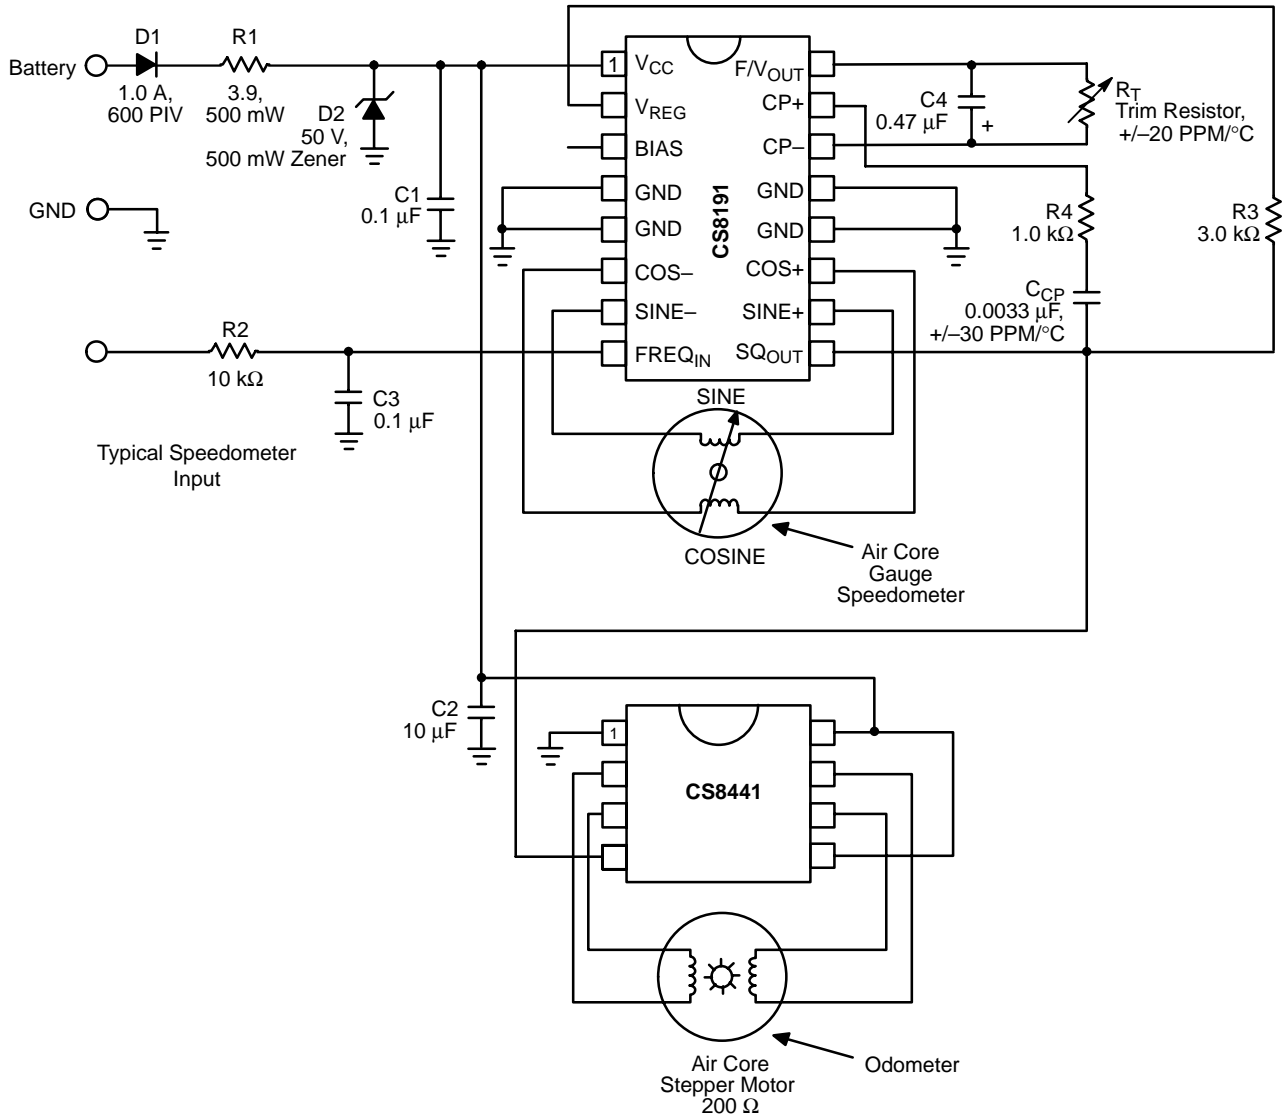 D1
R1
Battery
1.0 A,
600 PIV
3.9,
500 mW
D2
50 V,
500 mW Zener
C1
0.1 µF
GND
R2
10 kΩ
C3
0.1 µF
Typical Speedometer
Input
1
V_CC
V_REG
BIAS
GND
GND
COS–
SINE–
FREQ_IN
CS8191
F/V_OUT
CP+
CP–
GND
GND
COS+
SINE+
SQ_OUT
C4
0.47 µF
+
R_T
Trim Resistor,
+/–20 PPM/°C
R4
1.0 kΩ
R3
3.0 kΩ
C_CP
0.0033 µF,
+/–30 PPM/°C
SINE
COSINE
Air Core
Gauge
Speedometer
C2
10 µF
1
CS8441
Air Core
Stepper Motor
200 Ω
Odometer